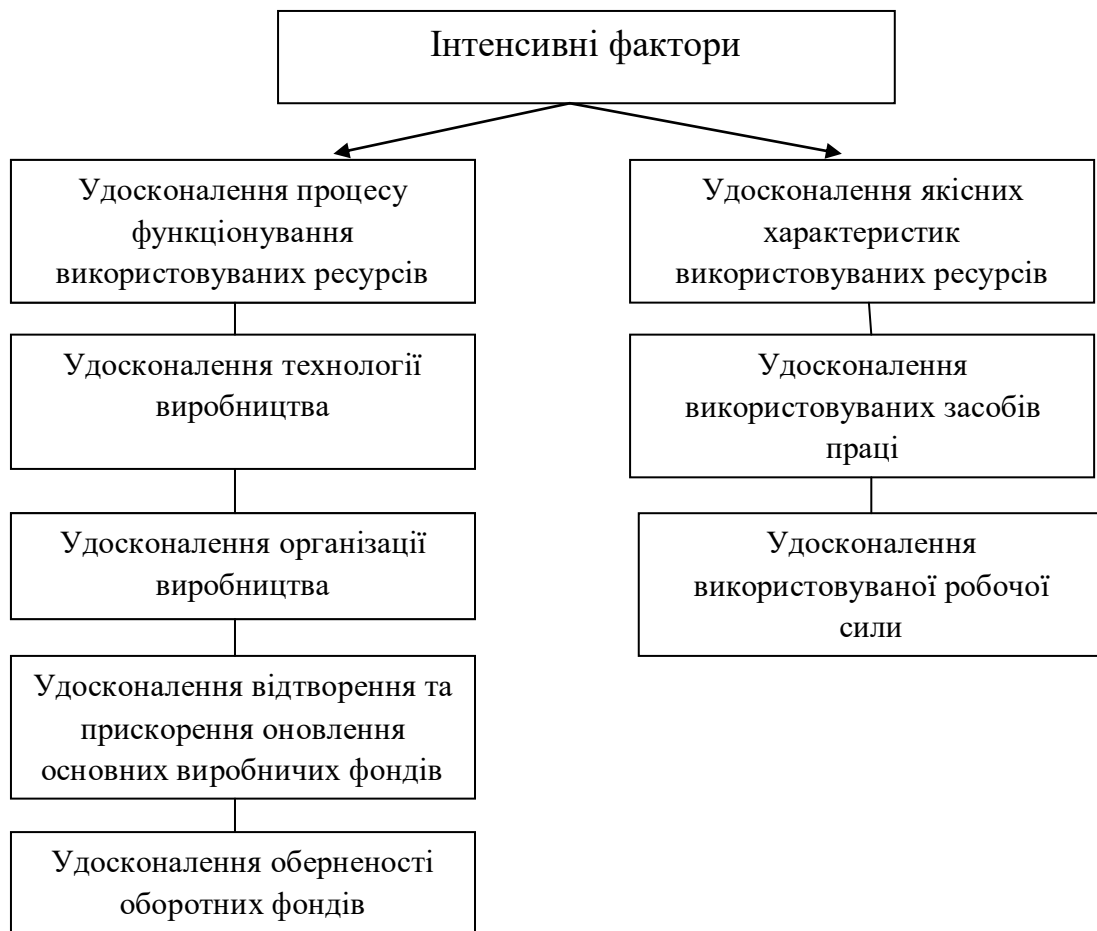 Інтенсивні фактори
Удосконалення процесу
функціонування
використовуваних ресурсів
Удосконалення технології
виробництва
Удосконалення організації
виробництва
Удосконалення відтворення та
прискорення оновлення
основних виробничих фондів
Удосконалення оберненості
оборотних фондів
Удосконалення якісних
характеристик
використовуваних ресурсів
Удосконалення
використовуваних засобів
праці
Удосконалення
використовуваної робочої
сили